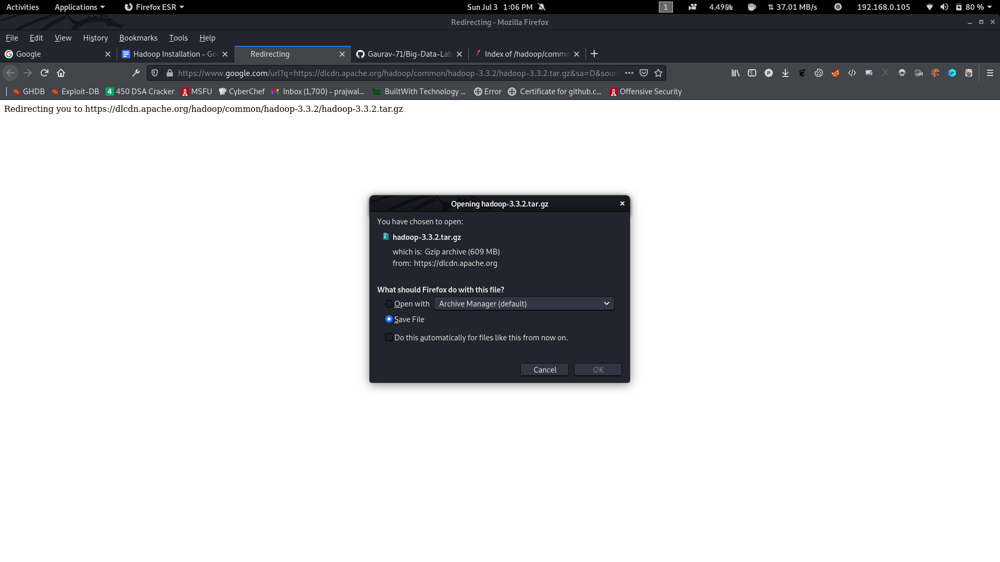 Activities Applications Firefox ESR Sun Jul 3 1:06 PM 1 4.49GHz 37.01 MB/s 192.168.0.105 80 %
Redirecting - Mozilla Firefox
File Edit View History Bookmarks Tools Help
Google Hadoop Installation - Goo Redirecting Gaurav-71/Big-Data-Lab Index of /hadoop/commo
https://www.google.com/url?q=https://dlcdn.apache.org/hadoop/common/hadoop-3.3.2/hadoop-3.3.2.tar.gz&sa=D&sourc
GHDB Exploit-DB 450 DSA Cracker MSFU CyberChef Inbox (1,700) - prajwal... BuiltWith Technology ... Error Certificate for github.c... Offensive Security
Redirecting you to https://dlcdn.apache.org/hadoop/common/hadoop-3.3.2/hadoop-3.3.2.tar.gz
Opening hadoop-3.3.2.tar.gz
You have chosen to open:
hadoop-3.3.2.tar.gz
which is: Gzip archive (609 MB)
from: https://dlcdn.apache.org
What should Firefox do with this file?
Open with Archive Manager (default)
Save File
Do this automatically for files like this from now on.
Cancel OK